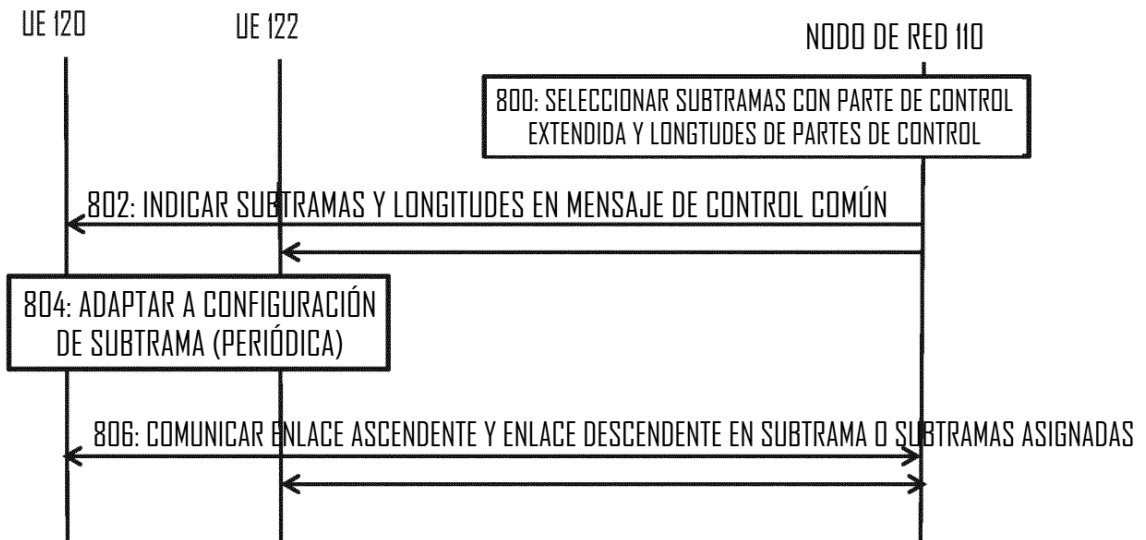 UE 120
UE 122
NODO DE RED 110
800: SELECCIONAR SUBTRAMAS CON PARTE DE CONTROL
EXTENDIDA Y LONGTUDES DE PARTES DE CONTROL
802: INDICAR SUBTRAMAS Y LONGITUDES EN MENSAJE DE CONTROL COMÚN
804: ADAPTAR A CONFIGURACIÓN
DE SUBTRAMA (PERIÓDICA)
806: COMUNICAR ENLACE ASCENDENTE Y ENLACE DESCENDENTE EN SUBTRAMA O SUBTRAMAS ASIGNADAS